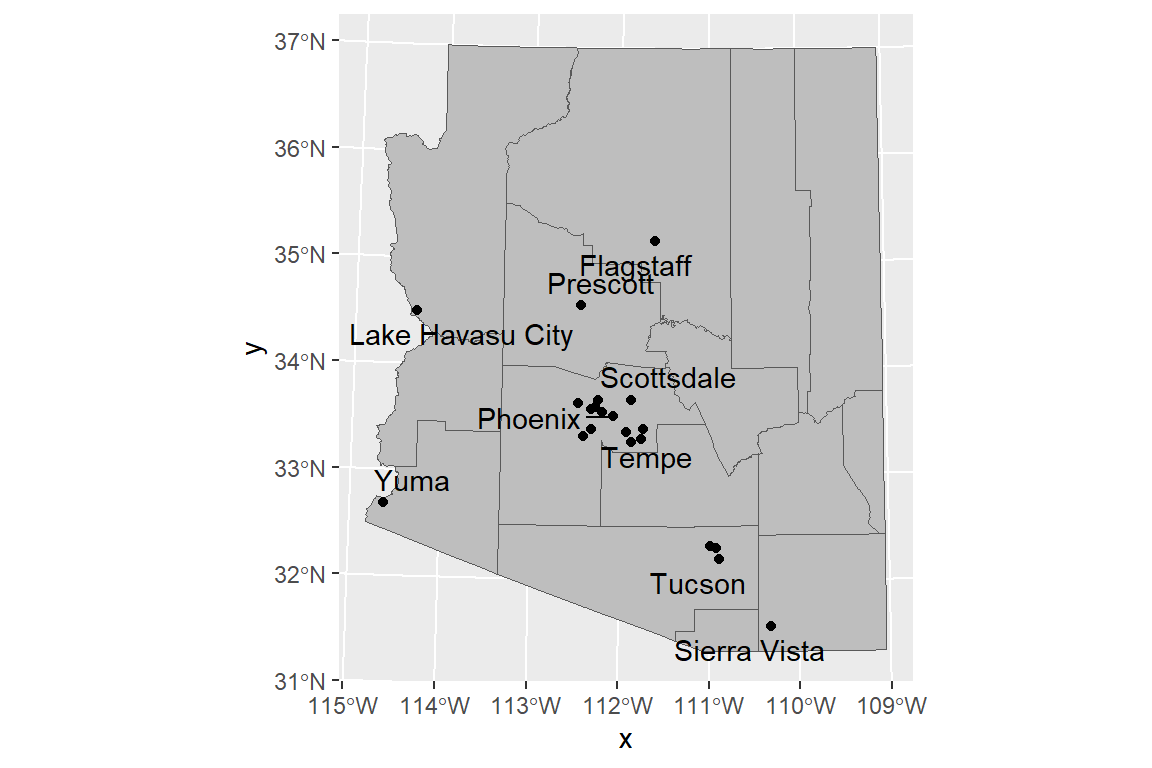 37°N
36°N
35°N
34°N
33°N
32°N
31°N
y
Flagstaff
Prescott
Lake Havasu City
Scottsdale
Phoenix
Tempe
Yuma
Tucson
Sierra Vista
115°W 114°W 113°W 112°W 111°W 110°W 109°W
x